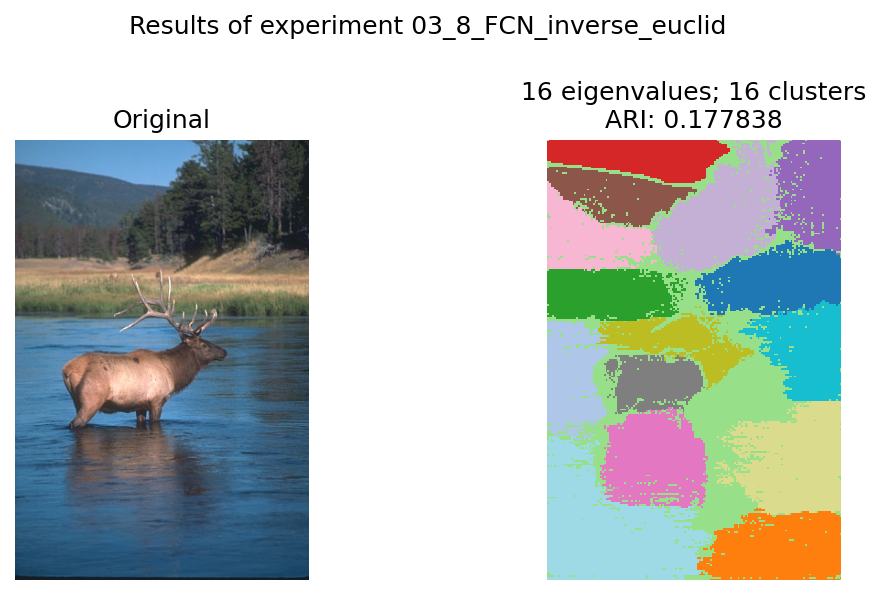 Results of experiment 03_8_FCN_inverse_euclid
Original
16 eigenvalues; 16 clusters
ARI: 0.177838